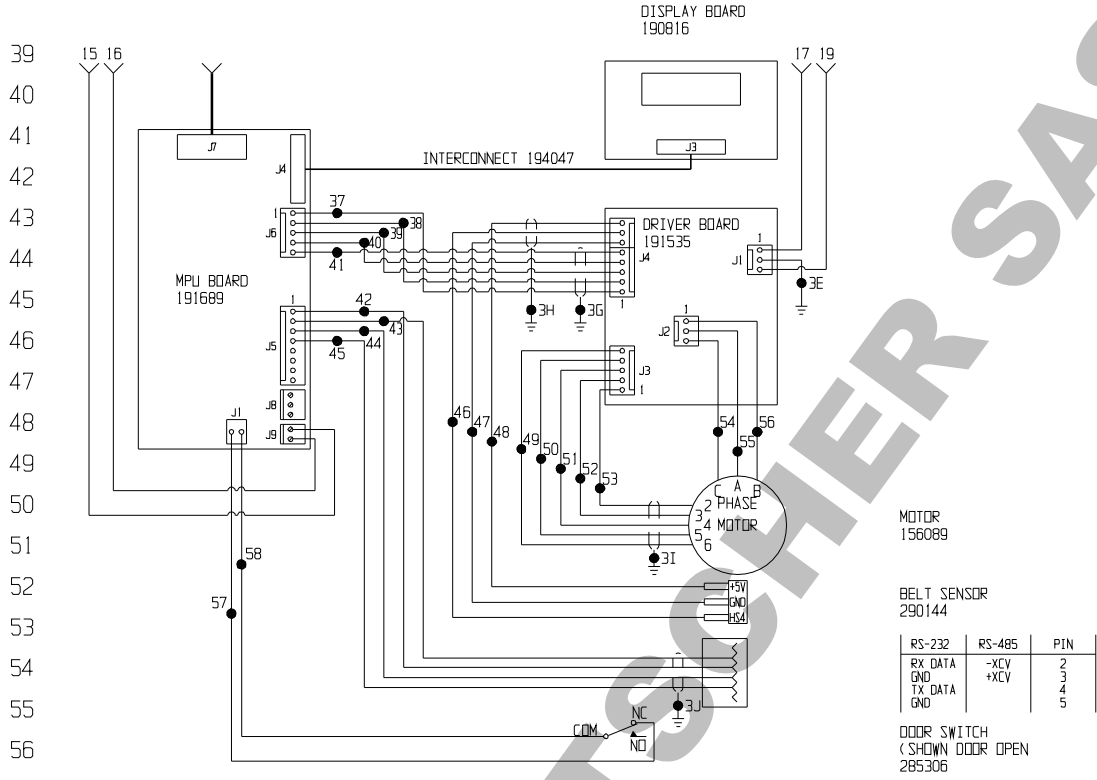 DISPLAY BOARD
190816
39
15 16
17 19
40
41
J7
J3
J4
INTERCONNECT 194047
42
37
43
1
38
DRIVER BOARD
191535
1
39
J6
40
J4
J1
44
41
MPU BOARD
191689
3E
45
1
42
3H
3G
1
1
43
J2
46
44
J5
45
J3
47
1
J8
46
54
56
48
J1
47
48
J9
49
55
49
50
51
52
53
C A B
50
2 PHASE
3
4 MOTOR
5
6
MOTOR
156089
51
58
3I
52
+5V
57
GND
BELT SENSOR
290144
53
HS4
RS-232 RS-485 PIN
54
RX DATA -XCV 2
GND +XCV 3
TX DATA 4
GND 5
55
3J
NC
COM
DOOR SWITCH
(SHOWN DOOR OPEN
285306
56
NO
TSCHER SAS